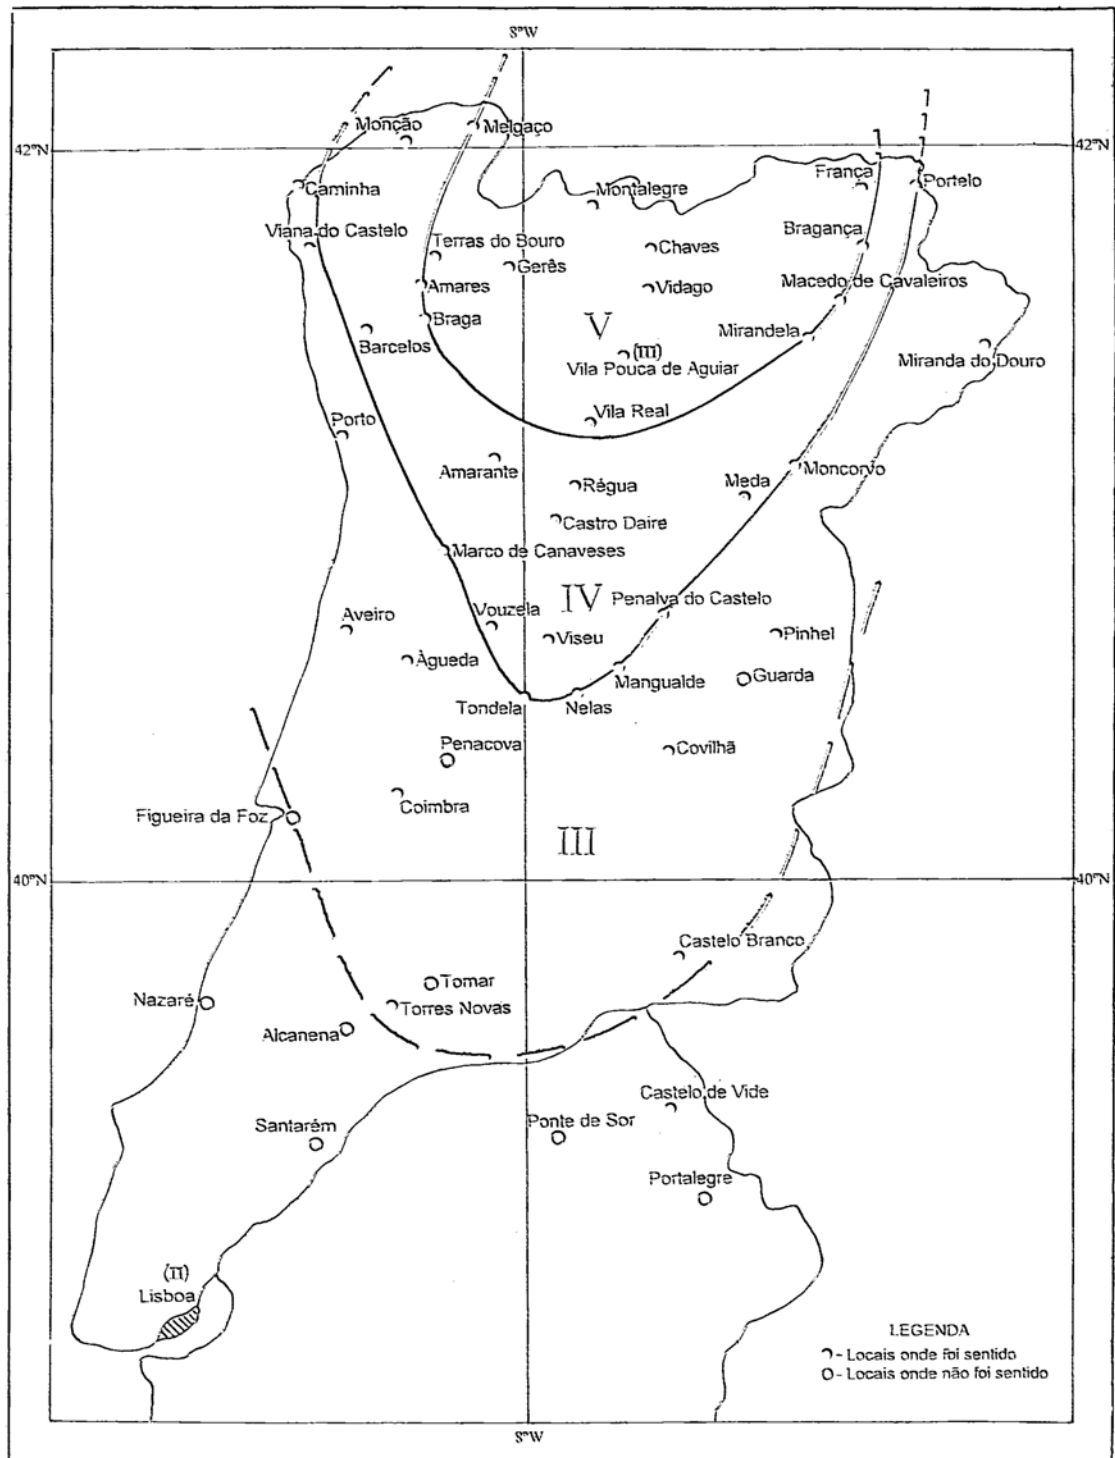 8°W
Monção
Melgaço
42°N
42°N
França
Portelo
Caminha
Montalegre
Viana do Castelo
Terras do Bouro
Chaves
Bragança
Gerês
Amares
Vidago
Macedo de Cavaleiros
Braga
V
Mirandela
Barcelos
(III)
Vila Pouca de Aguiar
Miranda do Douro
Vila Real
Porto
Amarante
Régua
Meda
Moncorvo
Castro Daire
Marco de Canaveses
IV
Penalva do Castelo
Aveiro
Vouzela
Viseu
Pinhel
Àgueda
Mangualde
Guarda
Tondela
Nelas
Penacova
Covilhã
Coimbra
Figueira da Foz
III
40°N
40°N
Castelo Branco
Tomar
Nazaré
Torres Novas
Alcanena
Castelo de Vide
Santarém
Ponte de Sor
Portalegre
(II)
Lisboa
LEGENDA
- Locais onde foi sentido
- Locais onde não foi sentido
8°W